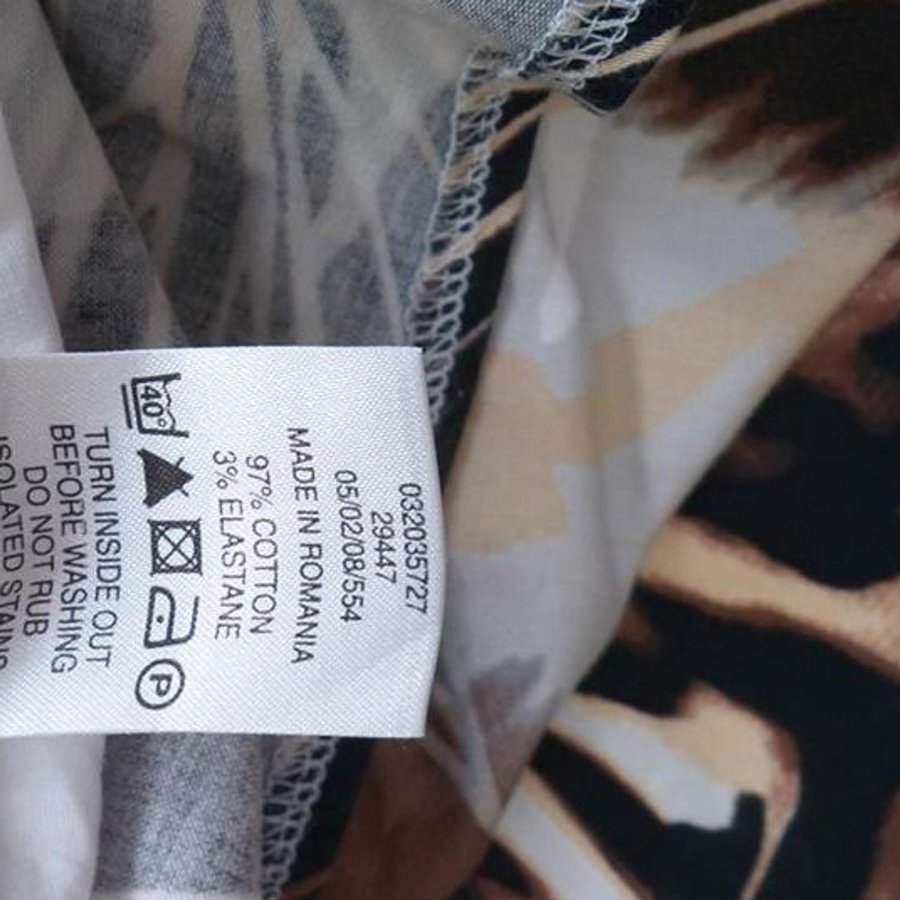 032035727
29447
05/02/08/554
MADE IN ROMANIA
97% COTTON
3% ELASTANE
40°
P
TURN INSIDE OUT
BEFORE WASHING
DO NOT RUB
ISOLATED STAINS